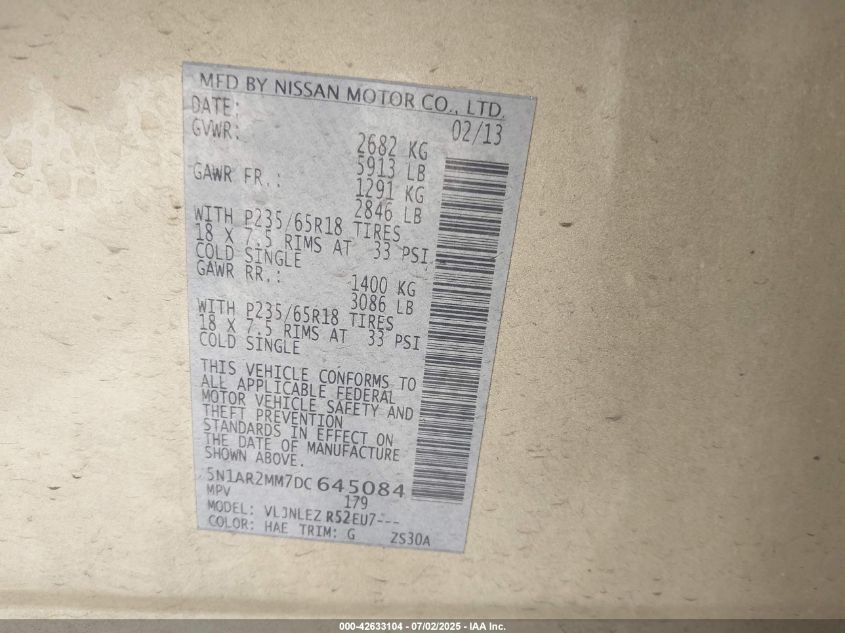 MFD BY NISSAN MOTOR CO., LTD.
DATE: 02/13
GVWR: 2682 KG
5913 LB
GAWR FR.: 1291 KG
2846 LB
WITH P235/65R18 TIRES
18 X 7.5 RIMS AT 33 PSI
COLD SINGLE
GAWR RR.: 1400 KG
3086 LB
WITH P235/65R18 TIRES
18 X 7.5 RIMS AT 33 PSI
COLD SINGLE
THIS VEHICLE CONFORMS TO
ALL APPLICABLE FEDERAL
MOTOR VEHICLE SAFETY AND
THEFT PREVENTION
STANDARDS IN EFFECT ON
THE DATE OF MANUFACTURE
SHOWN ABOVE.
5N1AR2MM7DC 645084
MPV 179
MODEL: VLJNLEZ R52EU7---
COLOR: HAE TRIM: G ZS30A
000-42633104 - 07/02/2025 - IAA Inc.